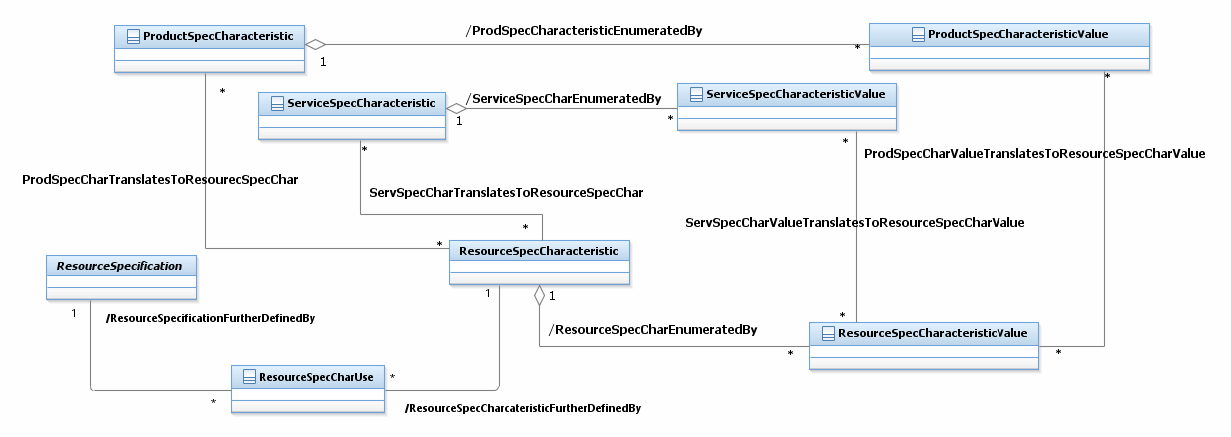 /ProdSpecCharacteristicEnumeratedBy
ProductSpecCharacteristic
ProductSpecCharacteristicValue
1
*
*
*
ServiceSpecCharacteristic
/ServiceSpecCharEnumeratedBy
ServiceSpecCharacteristicValue
1
*
*
*
ProdSpecCharValueTranslatesToResourceSpecCharValue
ProdSpecCharTranslatesToResourecSpecChar
ServSpecCharTranslatesToResourceSpecChar
ServSpecCharValueTranslatesToResourceSpecCharValue
*
*
ResourceSpecCharacteristic
ResourceSpecification
1
1
1
*
/ResourceSpecificationFurtherDefinedBy
/ResourceSpecCharEnumeratedBy
ResourceSpecCharacteristicValue
*
*
ResourceSpecCharUse
*
*
/ResourceSpecCharcateristicFurtherDefinedBy